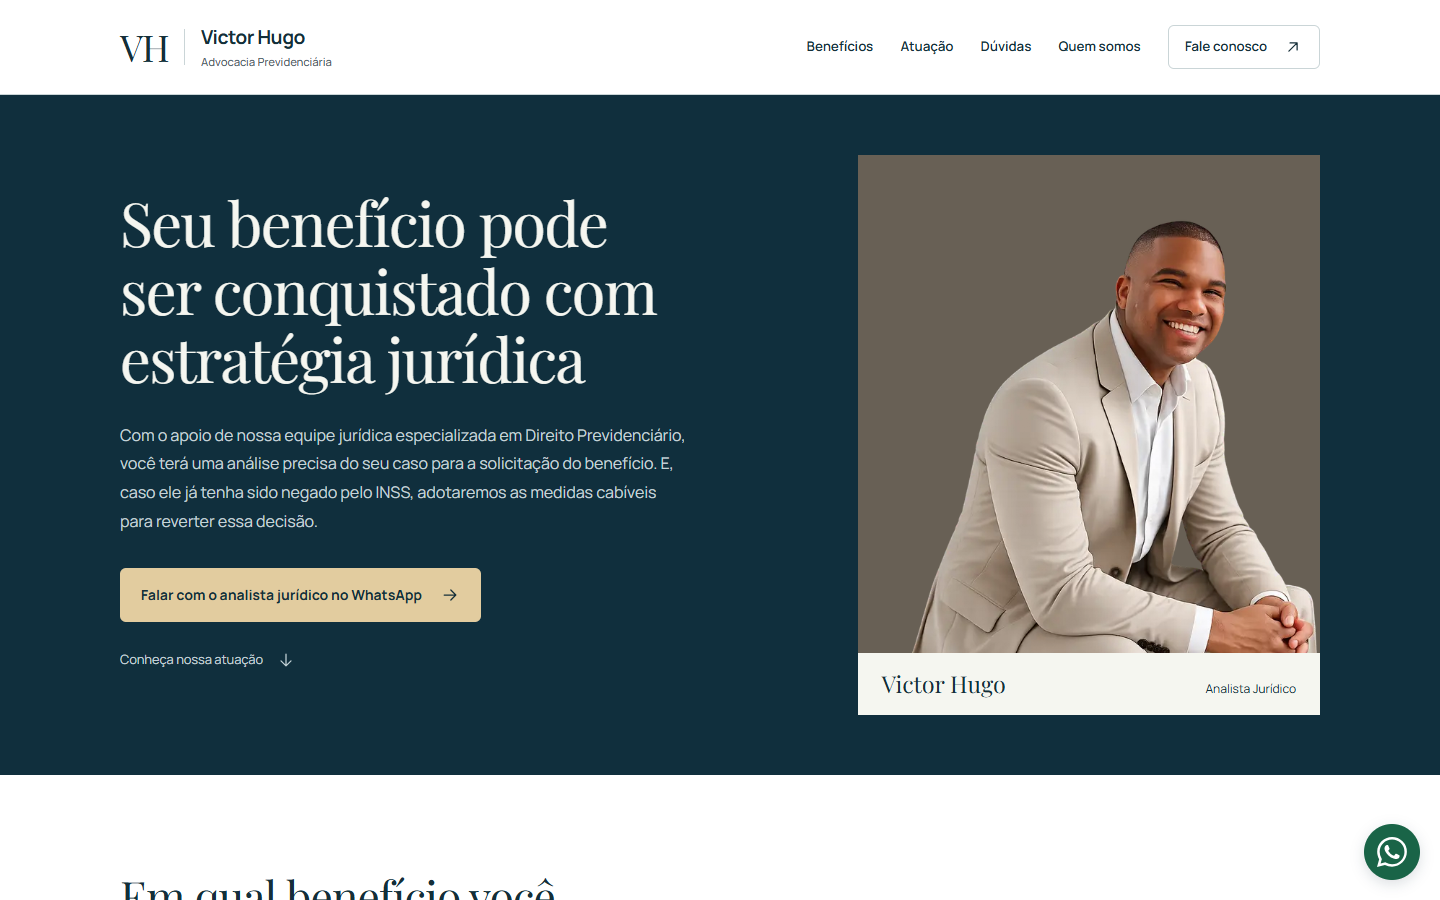 VH
Victor Hugo
Advocacia Previdenciária
Benefícios
Atuação
Dúvidas
Quem somos
Fale conosco
Seu benefício pode
ser conquistado com
estratégia jurídica
Com o apoio de nossa equipe jurídica especializada em Direito Previdenciário,
você terá uma análise precisa do seu caso para a solicitação do benefício. E,
caso ele já tenha sido negado pelo INSS, adotaremos as medidas cabíveis
para reverter essa decisão.
Falar com o analista jurídico no WhatsApp
Conheça nossa atuação
Victor Hugo
Analista Jurídico
Em qual benefício você